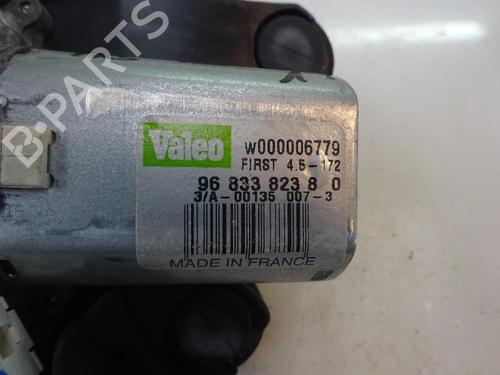 B-PARTS
Valeo
W000006779
FIRST 4.5-172
96 833 823 8 0
3/A-00135 007-3
MADE IN FRANCE